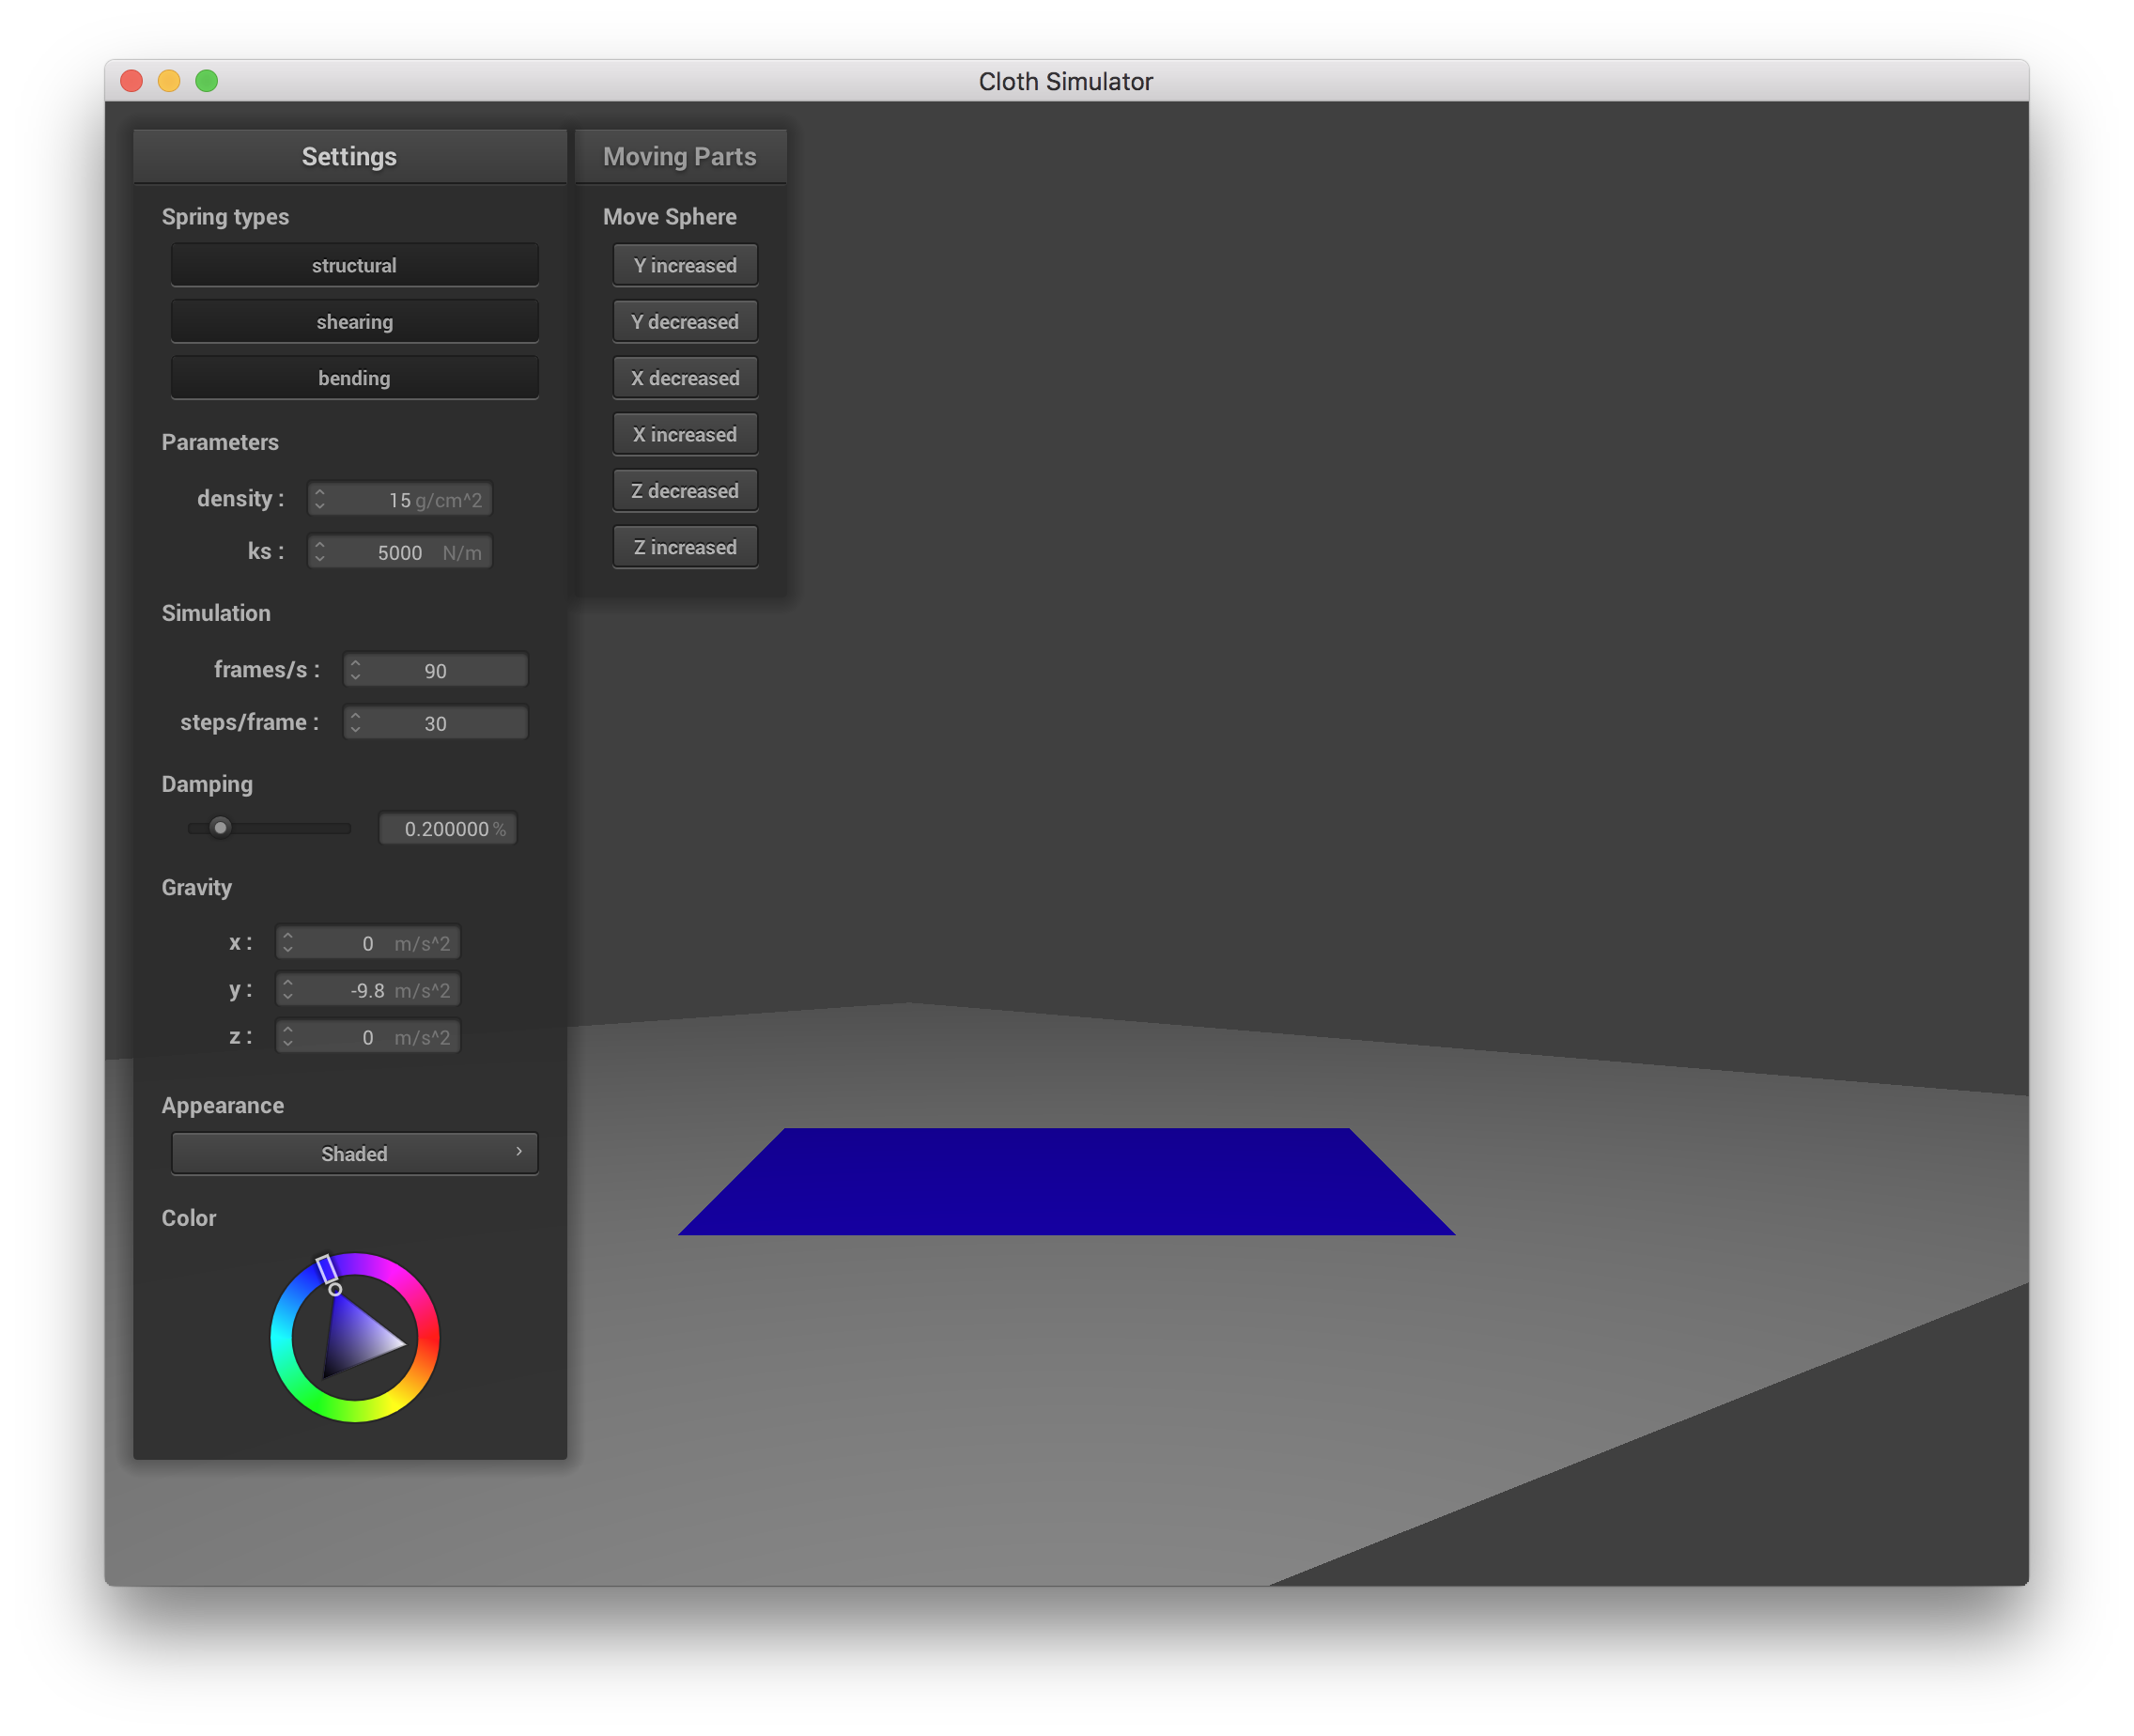 Cloth Simulator
Settings
Spring types
structural
shearing
bending
Parameters
density : 15 g/cm^2
ks : 5000 N/m
Simulation
frames/s : 90
steps/frame : 30
Damping
0.200000 %
Gravity
x : 0 m/s^2
y : -9.8 m/s^2
z : 0 m/s^2
Appearance
Shaded
Color
Moving Parts
Move Sphere
Y increased
Y decreased
X decreased
X increased
Z decreased
Z increased